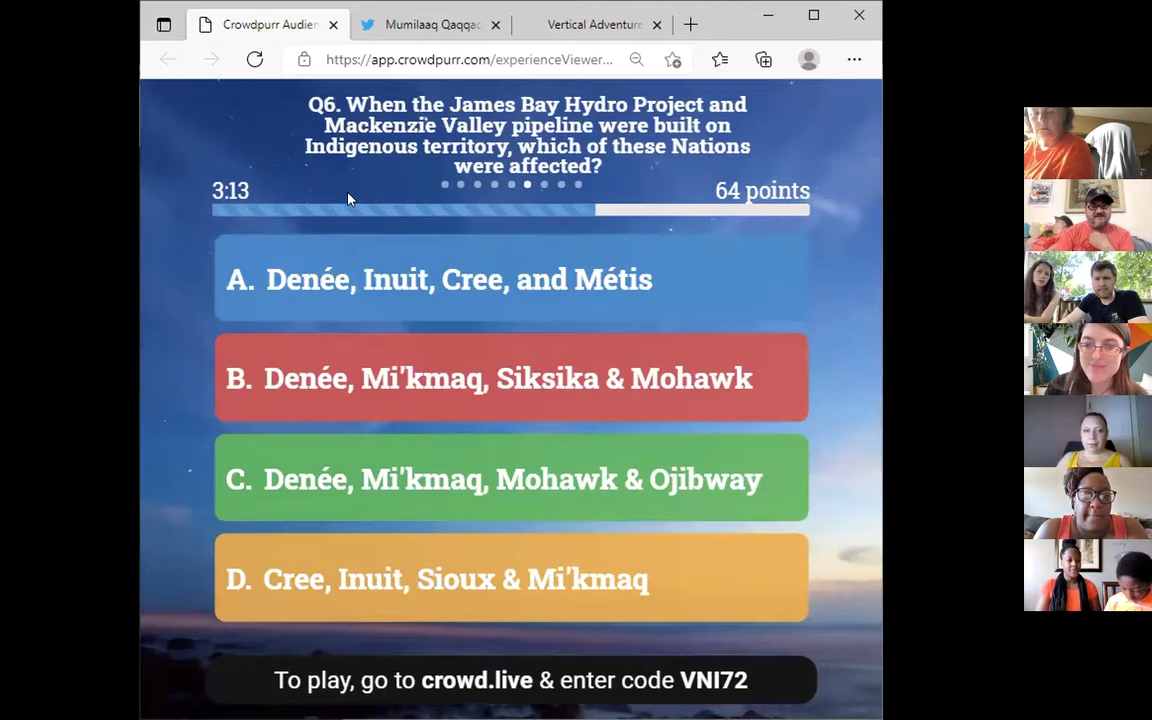 Crowdpurr Audien
Mumilaaq Qaqqaq
Vertical Adventure
https://app.crowdpurr.com/experienceViewer...
Q6. When the James Bay Hydro Project and
Mackenzie Valley pipeline were built on
Indigenous territory, which of these Nations
were affected?
3:13
64 points
A. Denée, Inuit, Cree, and Métis
B. Denée, Mi'kmaq, Siksika & Mohawk
C. Denée, Mi'kmaq, Mohawk & Ojibway
D. Cree, Inuit, Sioux & Mi'kmaq
To play, go to crowd.live & enter code VNI72